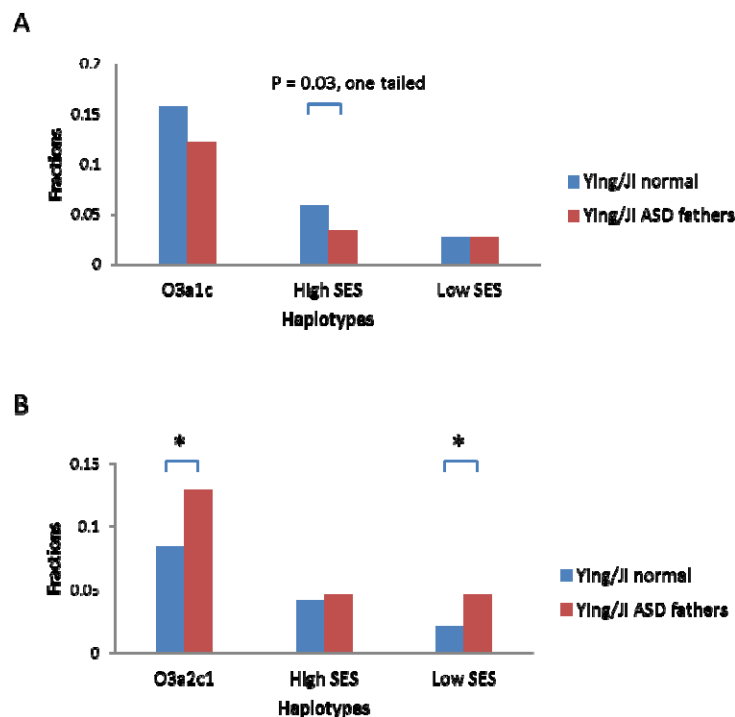 A
0.2
P = 0.03, one tailed
0.15
0.1
0.05
0
Fractions
O3a1c High SES Low SES
Haplotypes
Ying/Ji normal
Ying/Ji ASD fathers
B
* *
0.15
0.1
0.05
0
Fractions
O3a2c1 High SES Low SES
Haplotypes
Ying/Ji normal
Ying/Ji ASD fathers